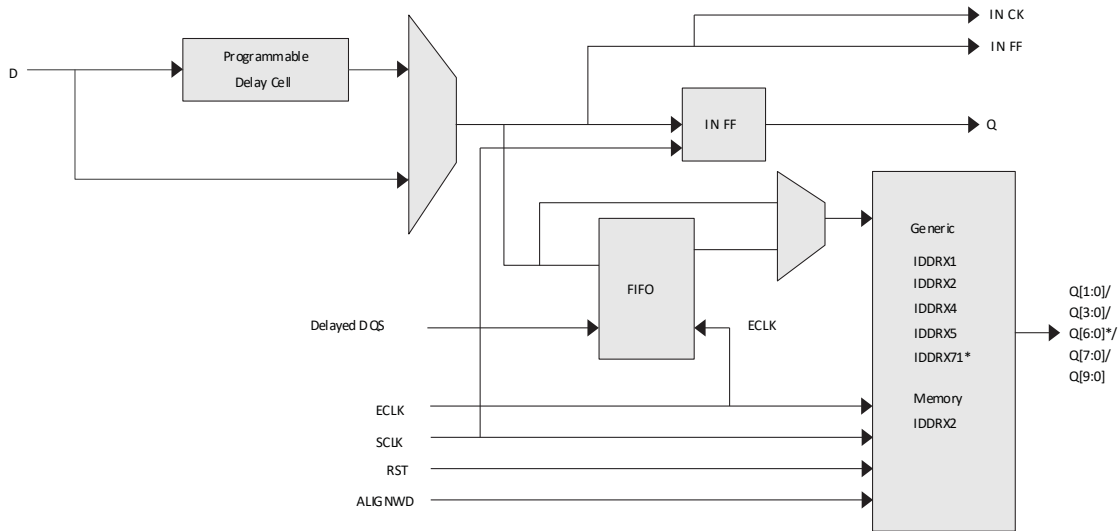 IN CK
IN FF
D
Programmable
Delay Cell
IN FF
Q
Generic
IDDRX1
IDDRX2
IDDRX4
IDDRX5
IDDRX71*
Memory
IDDRX2
FIFO
Delayed DQS
ECLK
Q[1:0]/
Q[3:0]/
Q[6:0]*/
Q[7:0]/
Q[9:0]
ECLK
SCLK
RST
ALIGNWD